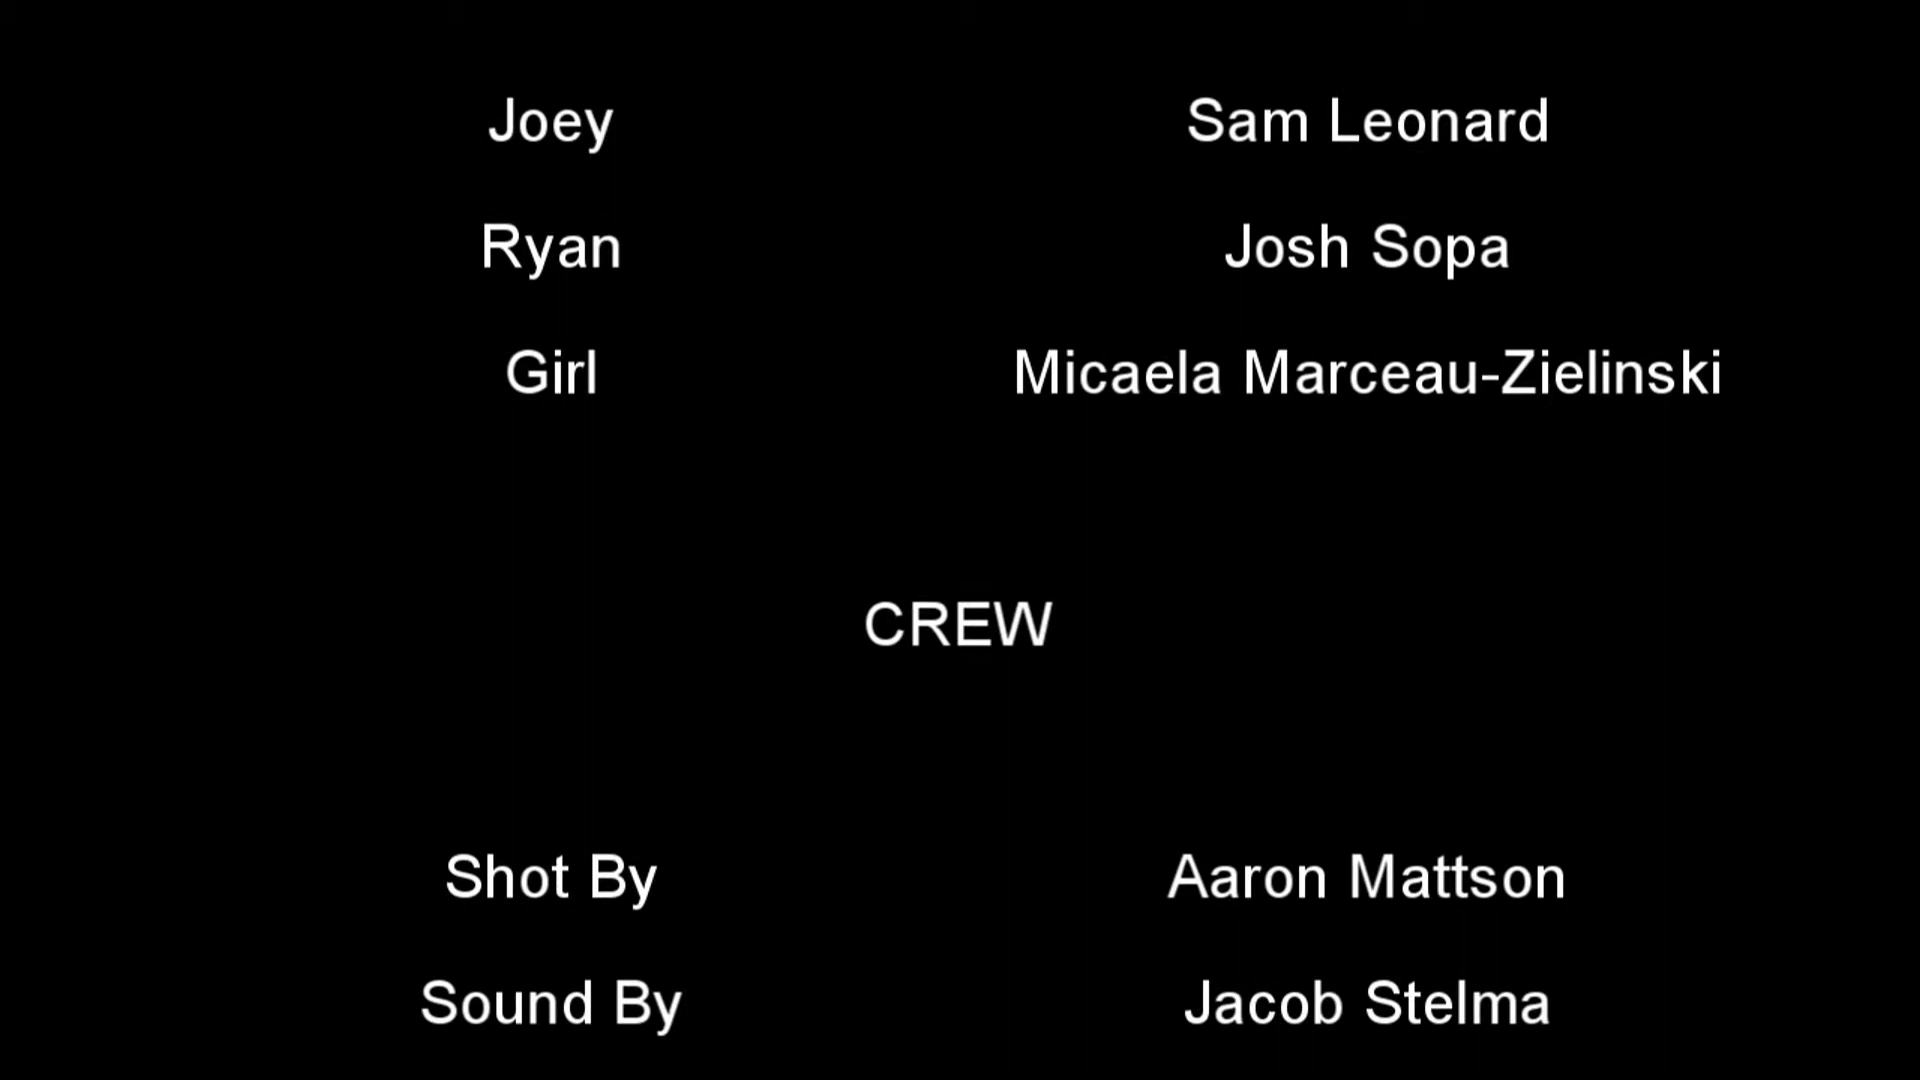 Joey Sam Leonard
Ryan Josh Sopa
Girl Micaela Marceau-Zielinski
CREW
Shot By Aaron Mattson
Sound By Jacob Stelma